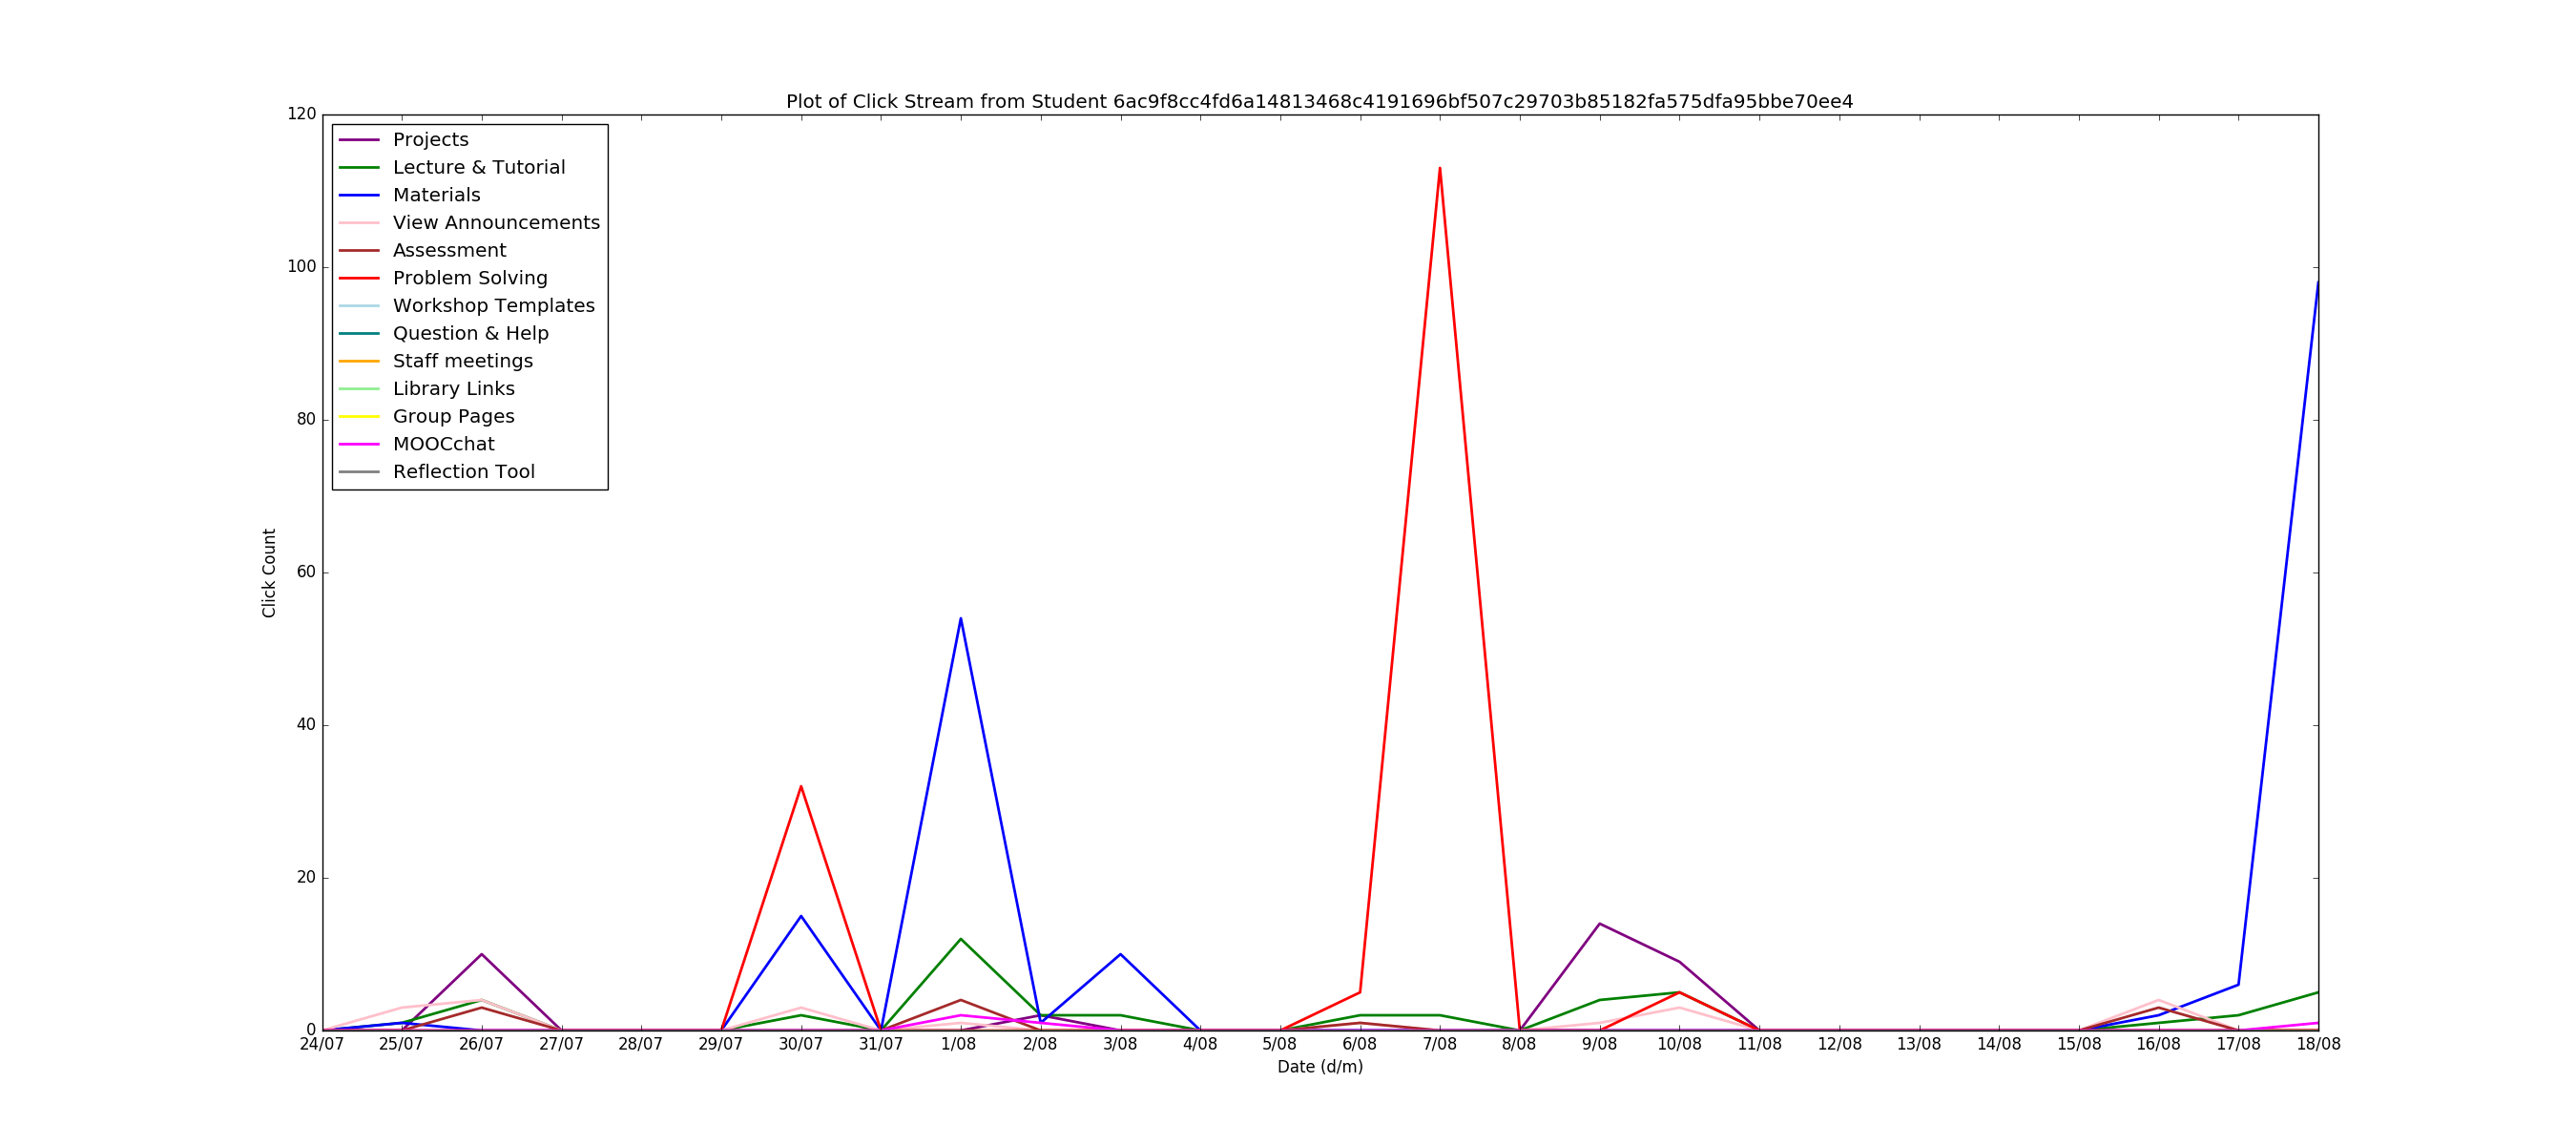 Plot of Click Stream from Student 6ac9f8cc4fd6a14813468c4191696bf507c29703b85182fa575dfa95bbe70ee4
120
100
80
60
40
20
0
Click Count
Projects
Lecture & Tutorial
Materials
View Announcements
Assessment
Problem Solving
Workshop Templates
Question & Help
Staff meetings
Library Links
Group Pages
MOOCchat
Reflection Tool
24/07 25/07 26/07 27/07 28/07 29/07 30/07 31/07 1/08 2/08 3/08 4/08 5/08 6/08 7/08 8/08 9/08 10/08 11/08 12/08 13/08 14/08 15/08 16/08 17/08 18/08
Date (d/m)